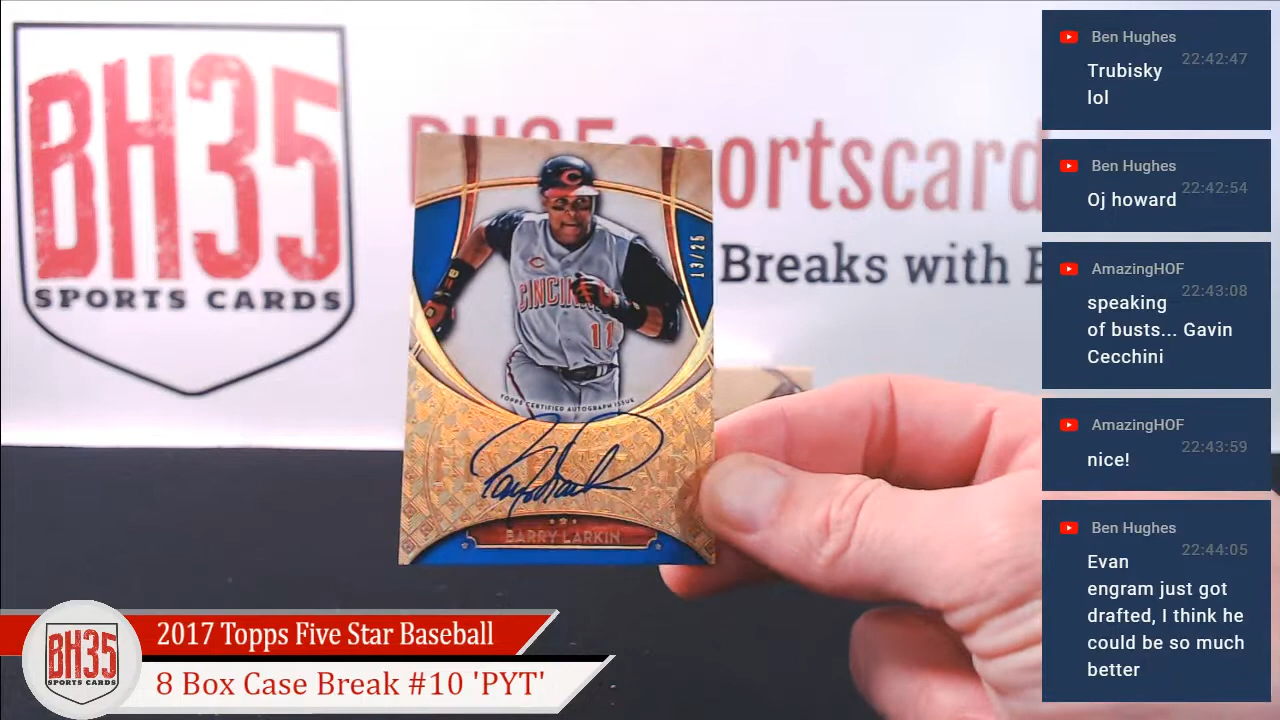 BH35
SPORTS CARDS
BH35sportscard
Breaks with B
C
C
CINCIN
11
13/25
TOPPS CERTIFIED AUTOGRAPH ISSUE
BARRY LARKIN
BH35
SPORTS CARDS
2017 Topps Five Star Baseball
8 Box Case Break #10 'PYT'
Ben Hughes
22:42:47
Trubisky
lol
Ben Hughes
22:42:54
Oj howard
AmazingHOF
22:43:08
speaking
of busts... Gavin
Cecchini
AmazingHOF
22:43:59
nice!
Ben Hughes
22:44:05
Evan
engram just got
drafted, I think he
could be so much
better